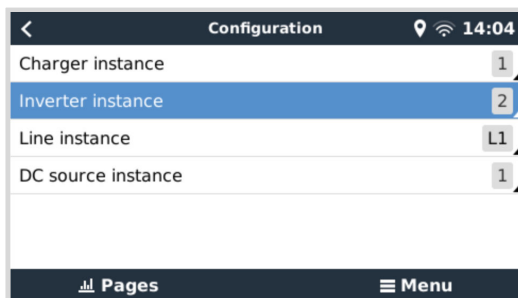 Configuration 14:04
Charger instance 1
Inverter instance 2
Line instance L1
DC source instance 1
Pages Menu